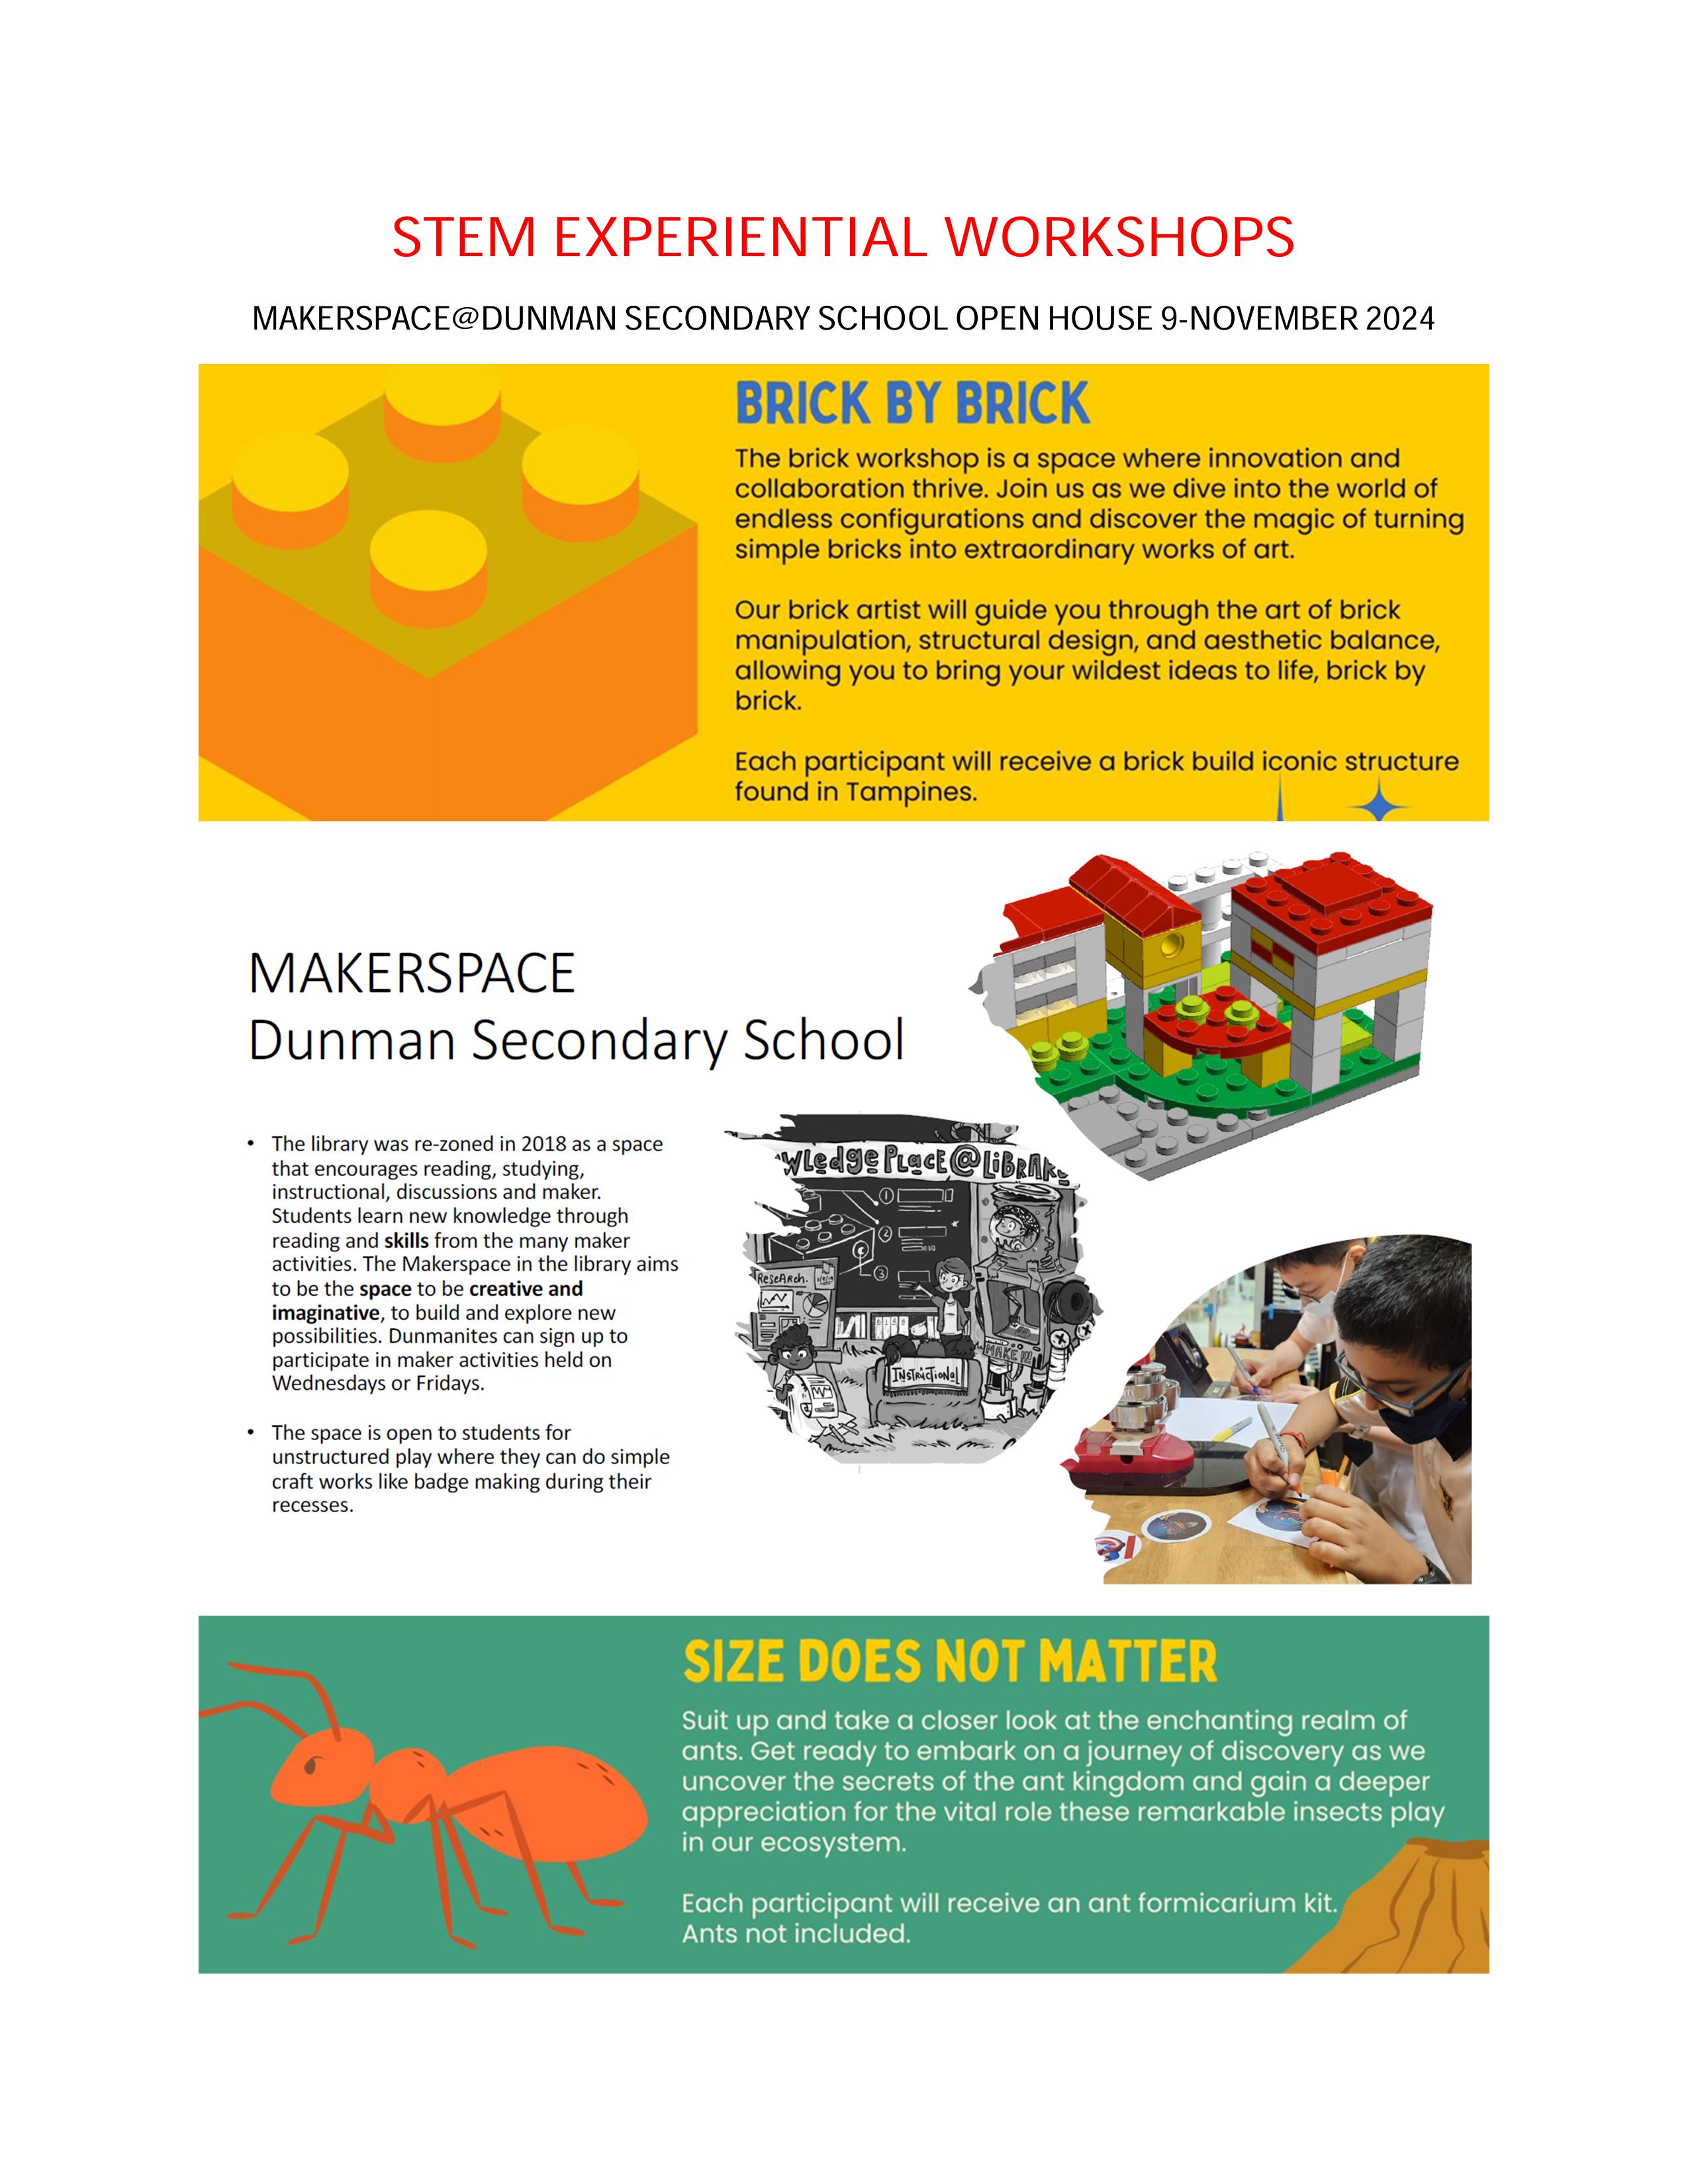 STEM EXPERIENTIAL WORKSHOPS
MAKERSPACE@DUNMAN SECONDARY SCHOOL OPEN HOUSE 9-NOVEMBER 2024
BRICK BY BRICK
The brick workshop is a space where innovation and
collaboration thrive. Join us as we dive into the world of
endless configurations and discover the magic of turning
simple bricks into extraordinary works of art.
Our brick artist will guide you through the art of brick
manipulation, structural design, and aesthetic balance,
allowing you to bring your wildest ideas to life, brick by
brick.
Each participant will receive a brick build iconic structure
found in Tampines.
MAKERSPACE
Dunman Secondary School
• The library was re-zoned in 2018 as a space
that encourages reading, studying,
instructional, discussions and maker.
Students learn new knowledge through
reading and skills from the many maker
activities. The Makerspace in the library aims
to be the space to be creative and
imaginative, to build and explore new
possibilities. Dunmanites can sign up to
participate in maker activities held on
Wednesdays or Fridays.
• The space is open to students for
unstructured play where they can do simple
craft works like badge making during their
recesses.
wledge Place@Library
1
2
3
Research.
Instructional
MAKE it!
SIZE DOES NOT MATTER
Suit up and take a closer look at the enchanting realm of
ants. Get ready to embark on a journey of discovery as we
uncover the secrets of the ant kingdom and gain a deeper
appreciation for the vital role these remarkable insects play
in our ecosystem.
Each participant will receive an ant formicarium kit.
Ants not included.